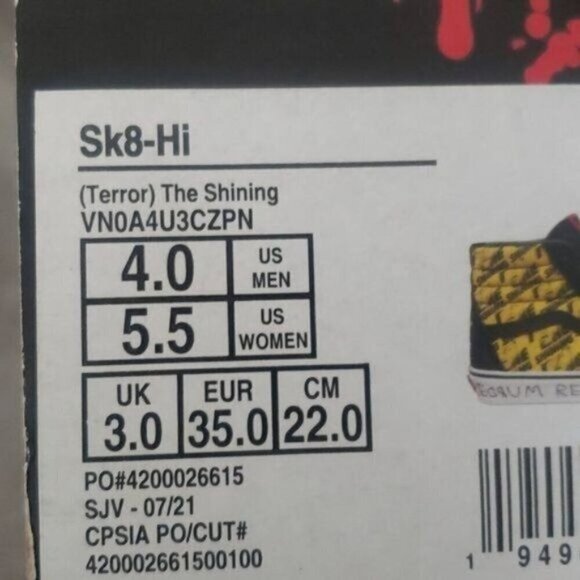 Sk8-Hi
(Terror) The Shining
VN0A4U3CZPN
4.0 US MEN
5.5 US WOMEN
UK EUR CM
3.0 35.0 22.0
PO#4200026615
SJV - 07/21
CPSIA PO/CUT#
420002661500100
1 949